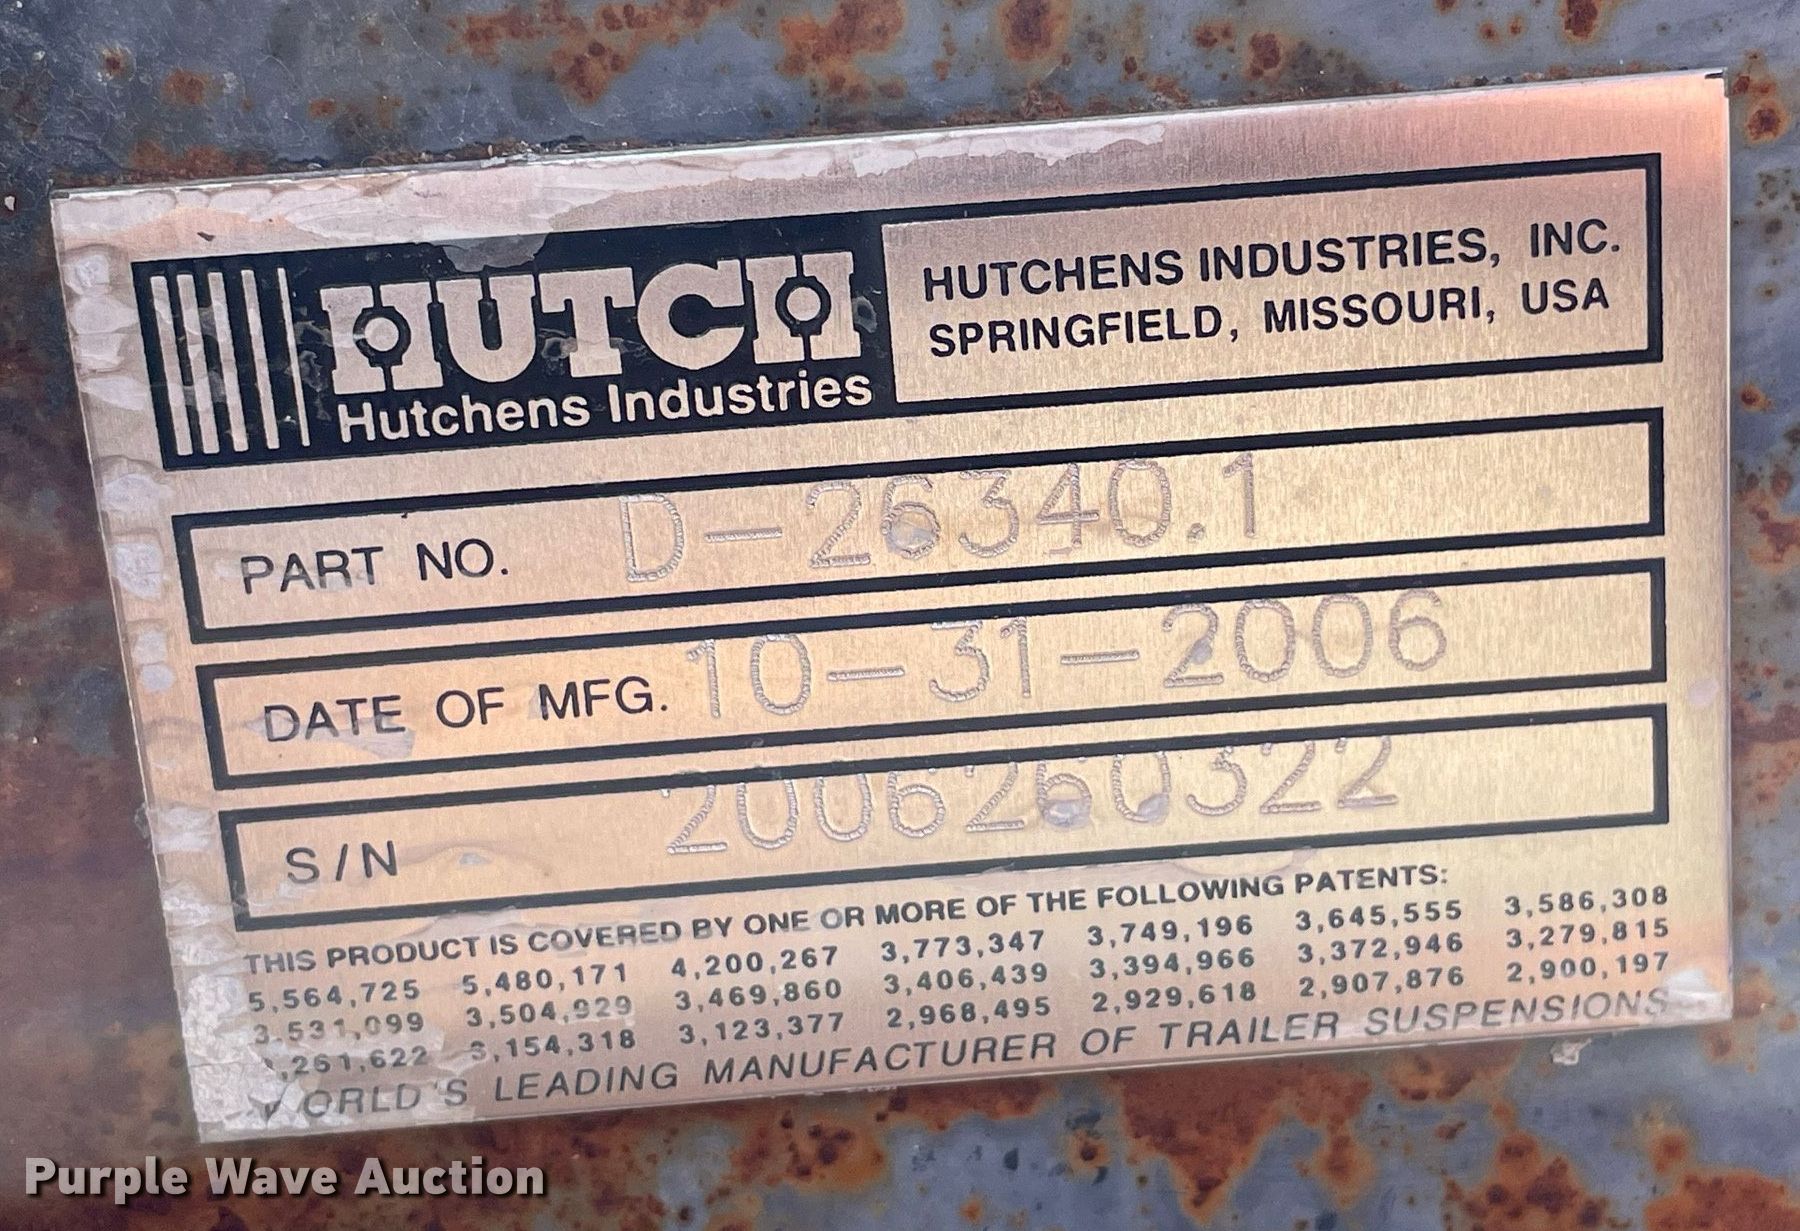 HUTCH
Hutchens Industries
HUTCHENS INDUSTRIES, INC.
SPRINGFIELD, MISSOURI, USA
PART NO. D-26340.1
DATE OF MFG. 10-31-2006
S/N 2006260322
THIS PRODUCT IS COVERED BY ONE OR MORE OF THE FOLLOWING PATENTS:
5,564,725 5,480,171 4,200,267 3,773,347 3,749,196 3,645,555 3,586,308
3,531,099 3,504,929 3,469,860 3,406,439 3,394,966 3,372,946 3,279,815
,261,622 3,154,318 3,123,377 2,968,495 2,929,618 2,907,876 2,900,197
WORLD'S LEADING MANUFACTURER OF TRAILER SUSPENSIONS
Purple Wave Auction